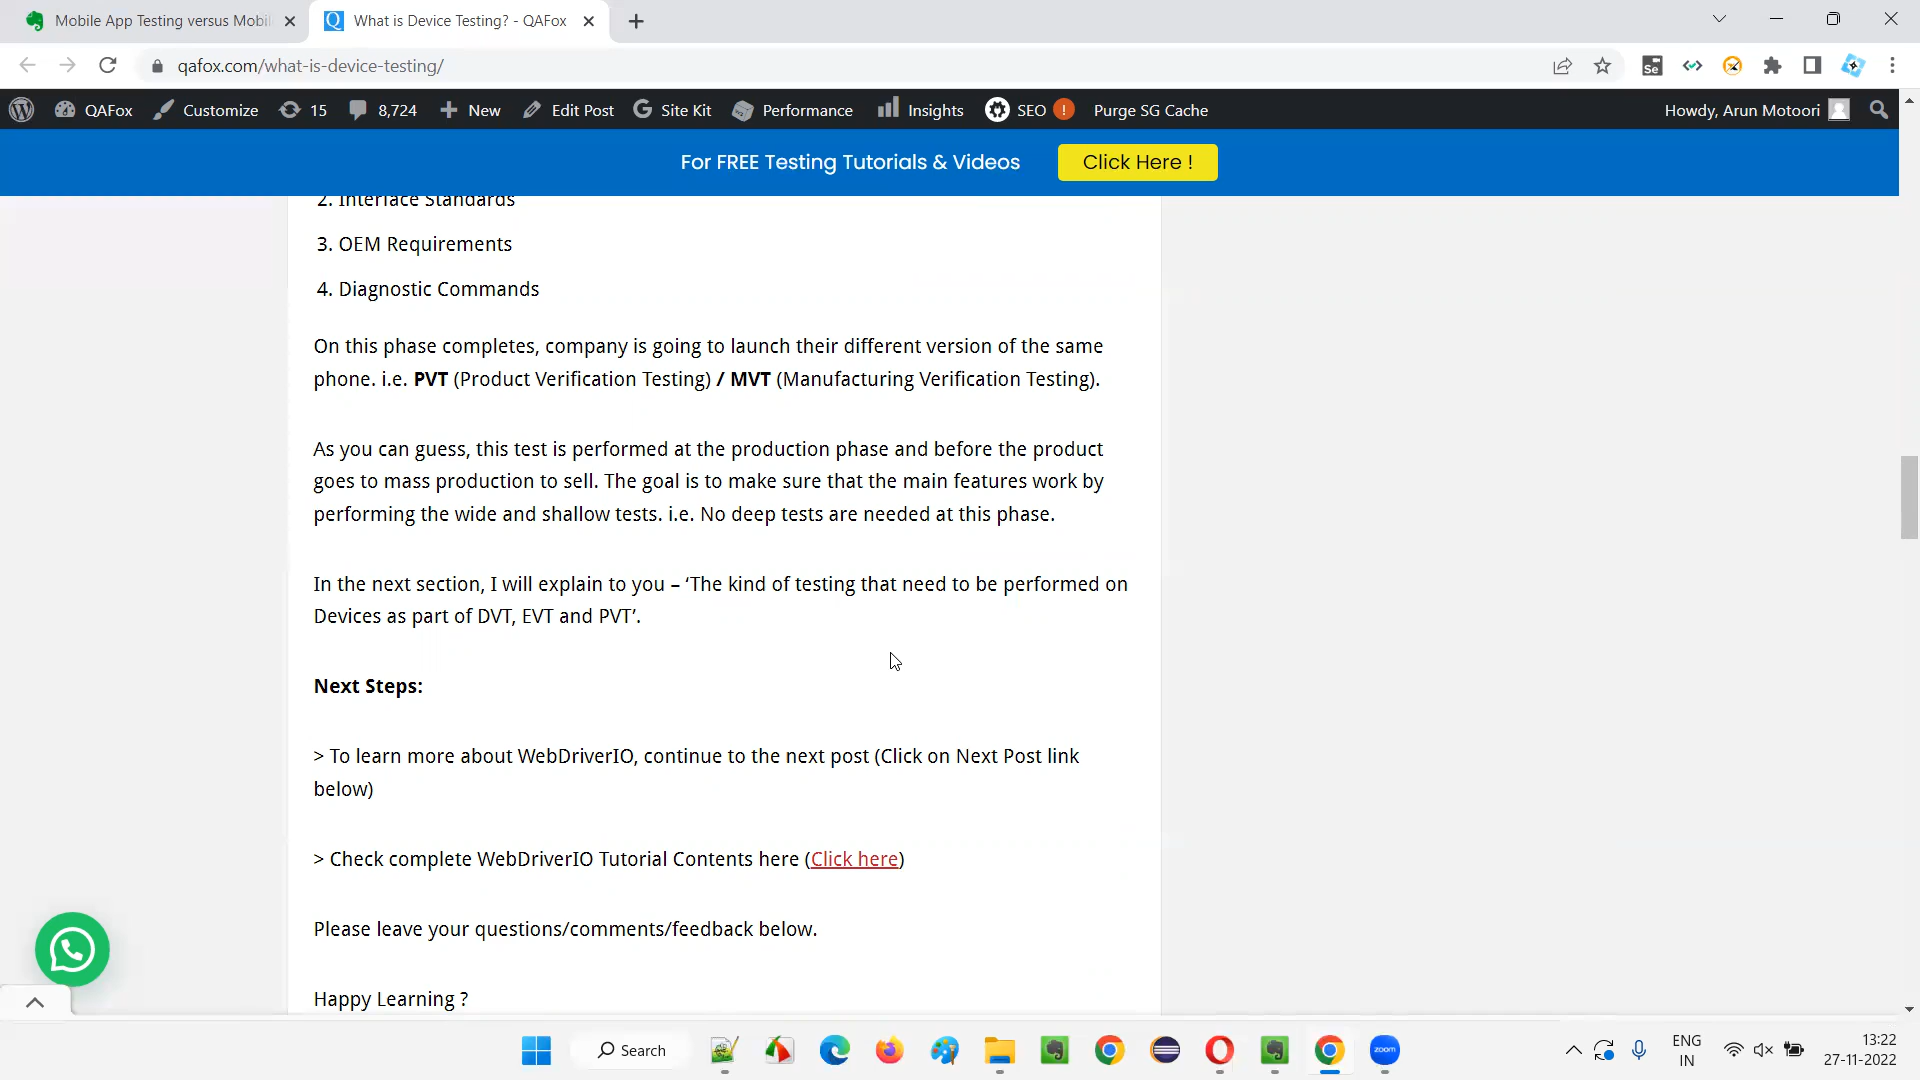 Mobile App Testing versus Mobil
What is Device Testing? - QAFox
qafox.com/what-is-device-testing/
QAFox Customize 15 8,724 New Edit Post Site Kit Performance Insights SEO ! Purge SG Cache Howdy, Arun Motoori
For FREE Testing Tutorials & Videos Click Here !
2. Interface Standards
3. OEM Requirements
4. Diagnostic Commands
On this phase completes, company is going to launch their different version of the same
phone. i.e. PVT (Product Verification Testing) / MVT (Manufacturing Verification Testing).
As you can guess, this test is performed at the production phase and before the product
goes to mass production to sell. The goal is to make sure that the main features work by
performing the wide and shallow tests. i.e. No deep tests are needed at this phase.
In the next section, I will explain to you – ‘The kind of testing that need to be performed on
Devices as part of DVT, EVT and PVT’.
Next Steps:
> To learn more about WebDriverIO, continue to the next post (Click on Next Post link
below)
> Check complete WebDriverIO Tutorial Contents here (Click here)
Please leave your questions/comments/feedback below.
Happy Learning ?
Search
zoom
ENG
IN
13:22
27-11-2022